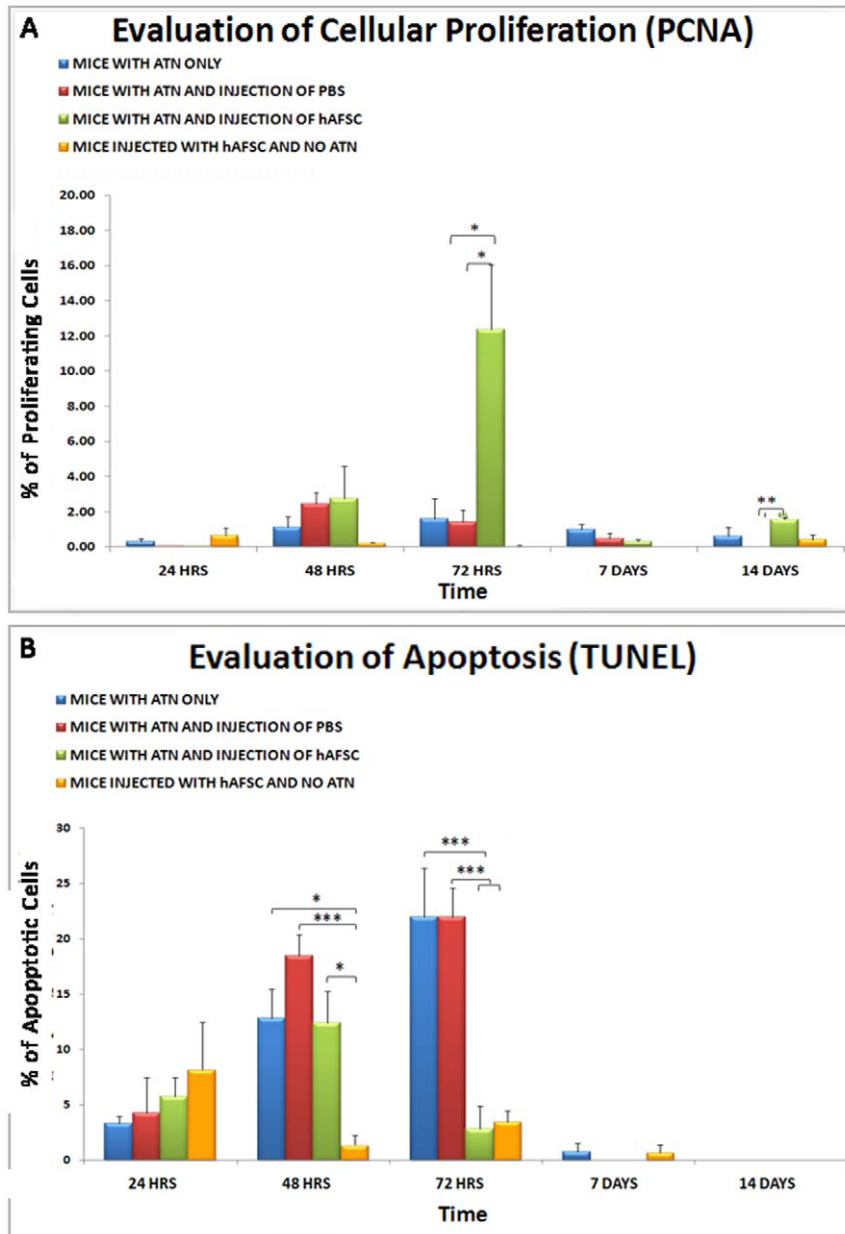 A
Evaluation of Cellular Proliferation (PCNA)
MICE WITH ATN ONLY
MICE WITH ATN AND INJECTION OF PBS
MICE WITH ATN AND INJECTION OF hAFSC
MICE INJECTED WITH hAFSC AND NO ATN
% of Proliferating Cells
20.00
18.00
16.00
14.00
12.00
10.00
8.00
6.00
4.00
2.00
0.00
*
*
**
24 HRS 48 HRS 72 HRS 7 DAYS 14 DAYS
Time
B
Evaluation of Apoptosis (TUNEL)
MICE WITH ATN ONLY
MICE WITH ATN AND INJECTION OF PBS
MICE WITH ATN AND INJECTION OF hAFSC
MICE INJECTED WITH hAFSC AND NO ATN
% of Apopptotic Cells
30
25
20
15
10
5
0
*
***
*
***
***
24 HRS 48 HRS 72 HRS 7 DAYS 14 DAYS
Time